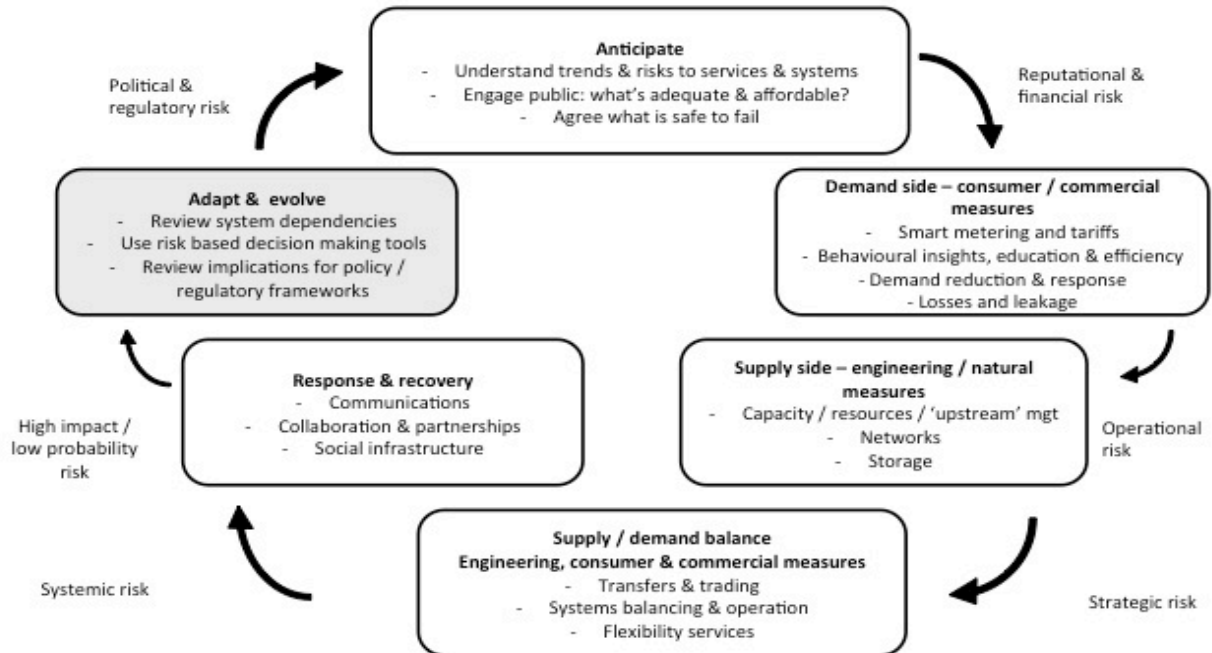 Anticipate
- Understand trends & risks to services & systems
- Engage public: what's adequate & affordable?
- Agree what is safe to fail
Political &
regulatory risk
Reputational &
financial risk
Adapt & evolve
- Review system dependencies
- Use risk based decision making tools
- Review implications for policy /
regulatory frameworks
Demand side – consumer / commercial
measures
- Smart metering and tariffs
- Behavioural insights, education & efficiency
- Demand reduction & response
- Losses and leakage
Response & recovery
- Communications
- Collaboration & partnerships
- Social infrastructure
Supply side – engineering / natural
measures
- Capacity / resources / 'upstream' mgt
- Networks
- Storage
High impact /
low probability
risk
Operational
risk
Supply / demand balance
Engineering, consumer & commercial measures
- Transfers & trading
- Systems balancing & operation
- Flexibility services
Systemic risk
Strategic risk